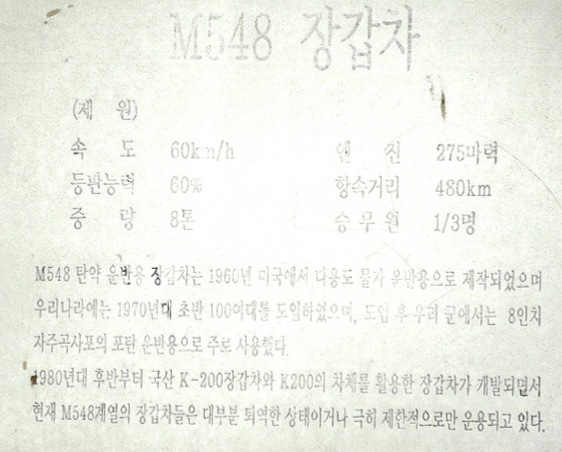 M548 장갑차
(제 원)
속 도 60km/h 엔 진 275마력
등판능력 60% 항속거리 480km
중 량 8톤 승 무 원 1/3명
M548 탄약 운반용 장갑차는 1960년 미국에서 다용도 물자 운반용으로 제작되었으며
우리나라에는 1970년대 초반 100여대를 도입하였으며, 도입 후 우리 군에서는 8인치
자주곡사포의 포탄 운반용으로 주로 사용했다.
1980년대 후반부터 국산 K-200장갑차와 K200의 차체를 활용한 장갑차가 개발되면서
현재 M548계열의 장갑차들은 대부분 퇴역한 상태이거나 극히 제한적으로만 운용되고 있다.